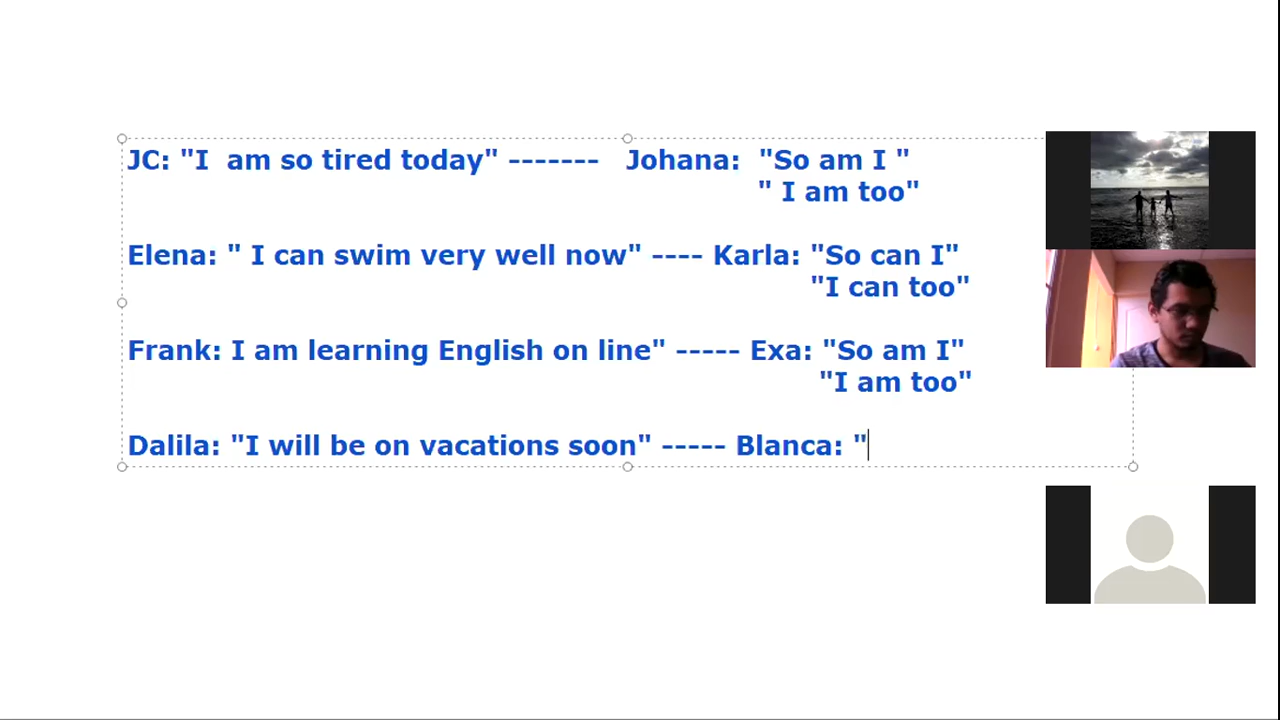 JC: "I  am so tired today" -------   Johana:  "So am I "
" I am too"
Elena: " I can swim very well now" ---- Karla: "So can I"
"I can too"
Frank: I am learning English on line" ----- Exa: "So am I"
"I am too"
Dalila: "I will be on vacations soon" ----- Blanca: "